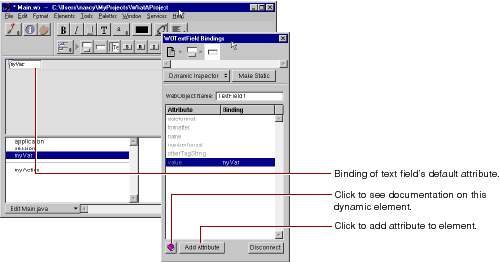 * Main.wo -- C:\Users\nancy\MyProjects\WhatAProject
File Edit Format Elements Tools Palettes Window Services Help
B I U T
myVar
application
session
myVar
myAction
Edit Main.java
WOTextField Bindings
Dynamic Inspector
Make Static
WebObject Name: TextField1
Attribute Binding
dateformat
formatter
name
numberformat
otherTagString
value myVar
Add Attribute
Disconnect
Binding of text field's default attribute.
Click to see documentation on this
dynamic element.
Click to add attribute to element.